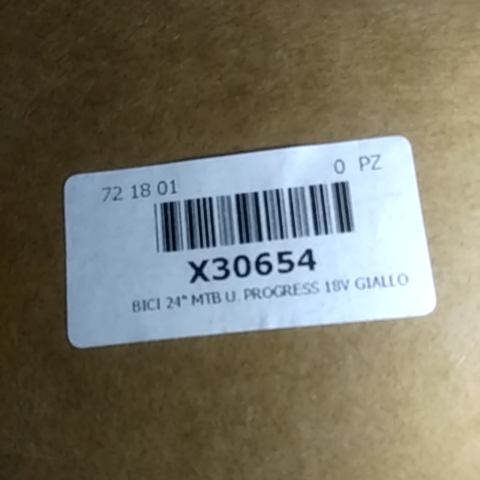 72 18 01
0 PZ
X30654
BICI 24" MTB U. PROGRESS 18V GIALLO